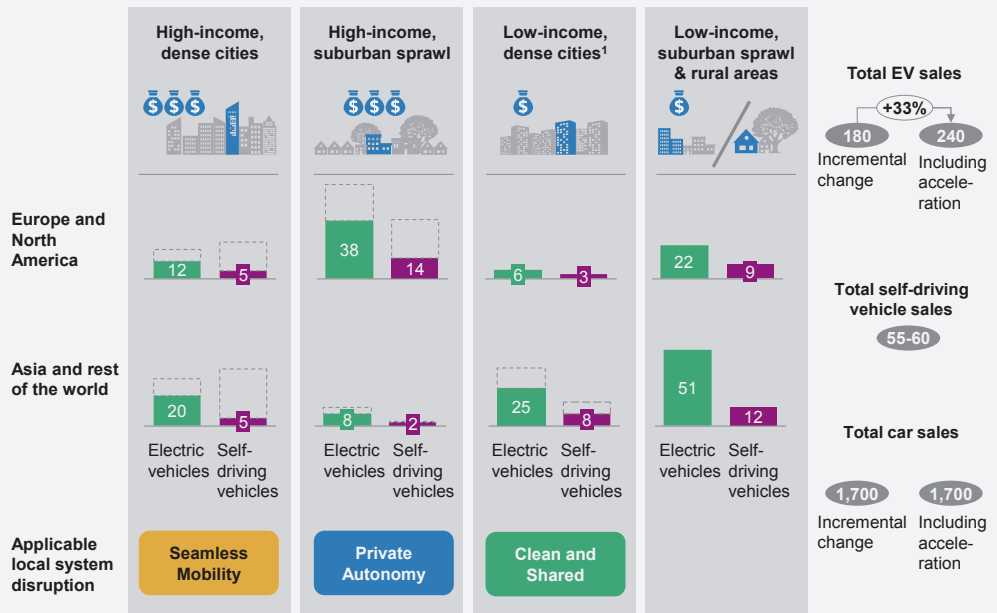 High-income,
dense cities
High-income,
suburban sprawl
Low-income,
dense cities¹
Low-income,
suburban sprawl
& rural areas
$ $ $
$ $ $
$
$
Total EV sales
+33%
180
240
Incremental
change
Including
accele-
ration
Europe and
North
America
12
5
38
14
6
3
22
9
Total self-driving
vehicle sales
55-60
Asia and rest
of the world
20
5
8
2
25
8
51
12
Electric
vehicles
Self-
driving
vehicles
Electric
vehicles
Self-
driving
vehicles
Electric
vehicles
Self-
driving
vehicles
Electric
vehicles
Self-
driving
vehicles
Total car sales
1,700
1,700
Incremental
change
Including
accele-
ration
Applicable
local system
disruption
Seamless
Mobility
Private
Autonomy
Clean and
Shared